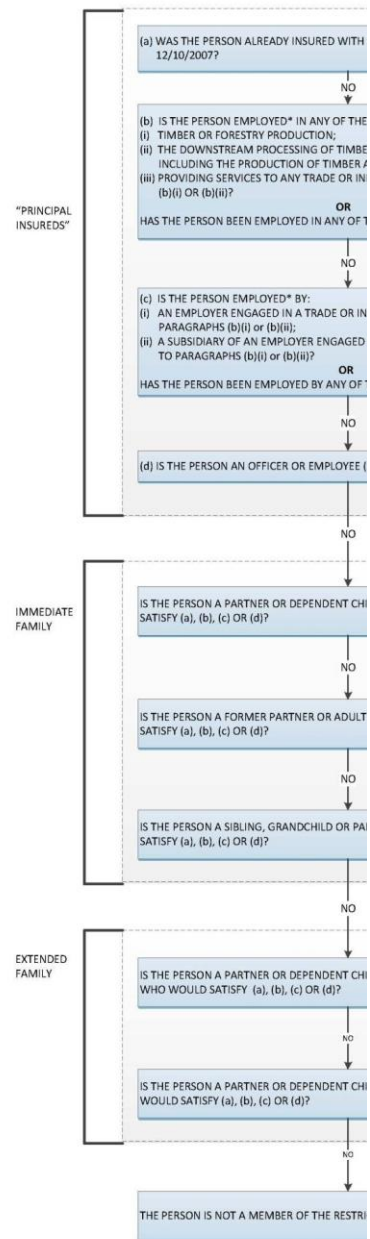 (a) WAS THE PERSON ALREADY INSURED WITH
12/10/2007?
NO
"PRINCIPAL
INSUREDS"
(b) IS THE PERSON EMPLOYED* IN ANY OF THE
(i) TIMBER OR FORESTRY PRODUCTION;
(ii) THE DOWNSTREAM PROCESSING OF
INCLUDING THE PRODUCTION OF TIMBER
(iii) PROVIDING SERVICES TO ANY TRADE OR
(b)(i) OR (b)(ii)?
OR
HAS THE PERSON BEEN EMPLOYED IN ANY OF
NO
(c) IS THE PERSON EMPLOYED* BY:
(i) AN EMPLOYER ENGAGED IN A TRADE OR
PARAGRAPHS (b)(i) or (b)(ii);
(ii) A SUBSIDIARY OF AN EMPLOYER ENGAGED
TO PARAGRAPHS (b)(i) or (b)(ii)?
OR
HAS THE PERSON BEEN EMPLOYED BY ANY OF
NO
(d) IS THE PERSON AN OFFICER OR EMPLOYEE
NO
IMMEDIATE
FAMILY
IS THE PERSON A PARTNER OR DEPENDENT
SATISFY (a), (b), (c) OR (d)?
NO
IS THE PERSON A FORMER PARTNER OR ADULT
SATISFY (a), (b), (c) OR (d)?
NO
IS THE PERSON A SIBLING, GRANDCHILD OR
SATISFY (a), (b), (c) OR (d)?
NO
EXTENDED
FAMILY
IS THE PERSON A PARTNER OR DEPENDENT
WHO WOULD SATISFY (a), (b), (c) OR (d)?
NO
IS THE PERSON A PARTNER OR DEPENDENT
WOULD SATISFY (a), (b), (c) OR (d)?
NO
THE PERSON IS NOT A MEMBER OF THE